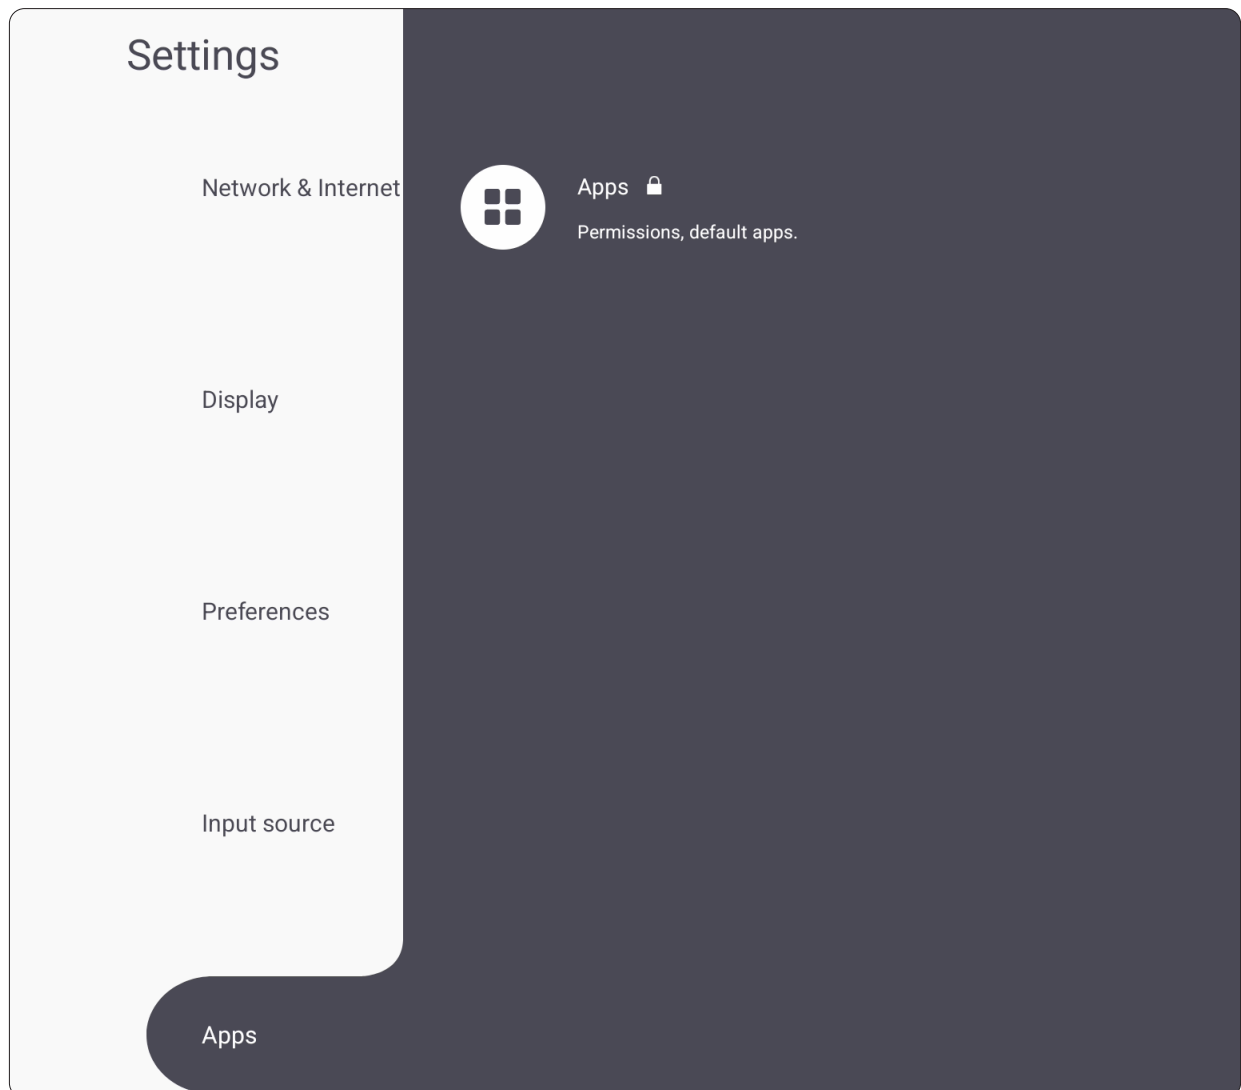 Settings
Network & Internet
Display
Preferences
Input source
Apps
Apps
Permissions, default apps.